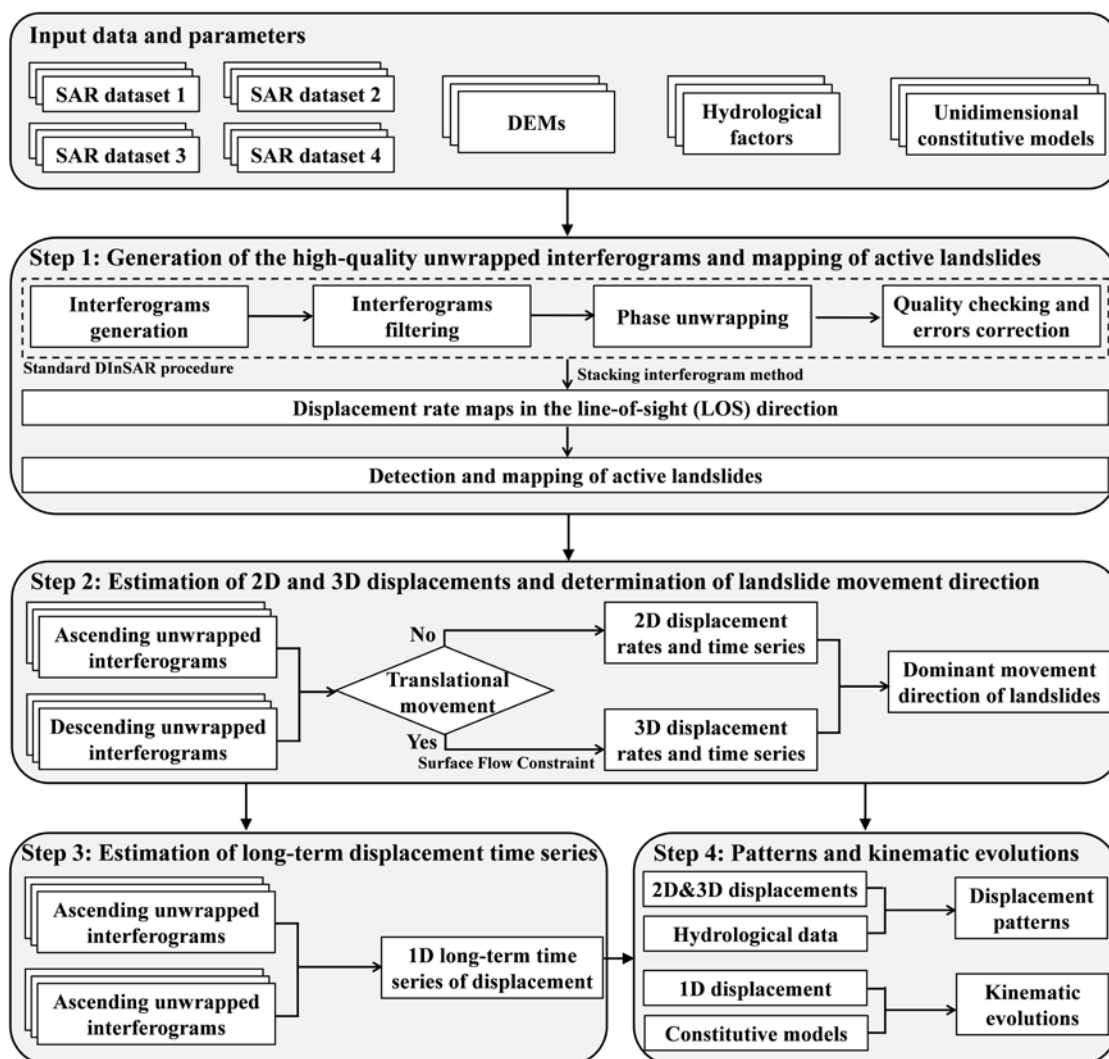 Input data and parameters
SAR dataset 1
SAR dataset 2
SAR dataset 3
SAR dataset 4
DEMs
Hydrological
factors
Unidimensional
constitutive models
Step 1: Generation of the high-quality unwrapped interferograms and mapping of active landslides
Interferograms
generation
Interferograms
filtering
Phase unwrapping
Quality checking and
errors correction
Standard DInSAR procedure
Stacking interferogram method
Displacement rate maps in the line-of-sight (LOS) direction
Detection and mapping of active landslides
Step 2: Estimation of 2D and 3D displacements and determination of landslide movement direction
Ascending unwrapped
interferograms
Descending unwrapped
interferograms
Translational
movement
No
Yes
Surface Flow Constraint
2D displacement
rates and time series
3D displacement
rates and time series
Dominant movement
direction of landslides
Step 3: Estimation of long-term displacement time series
Ascending unwrapped
interferograms
Ascending unwrapped
interferograms
1D long-term time
series of displacement
Step 4: Patterns and kinematic evolutions
2D&3D displacements
Hydrological data
Displacement
patterns
1D displacement
Constitutive models
Kinematic
evolutions